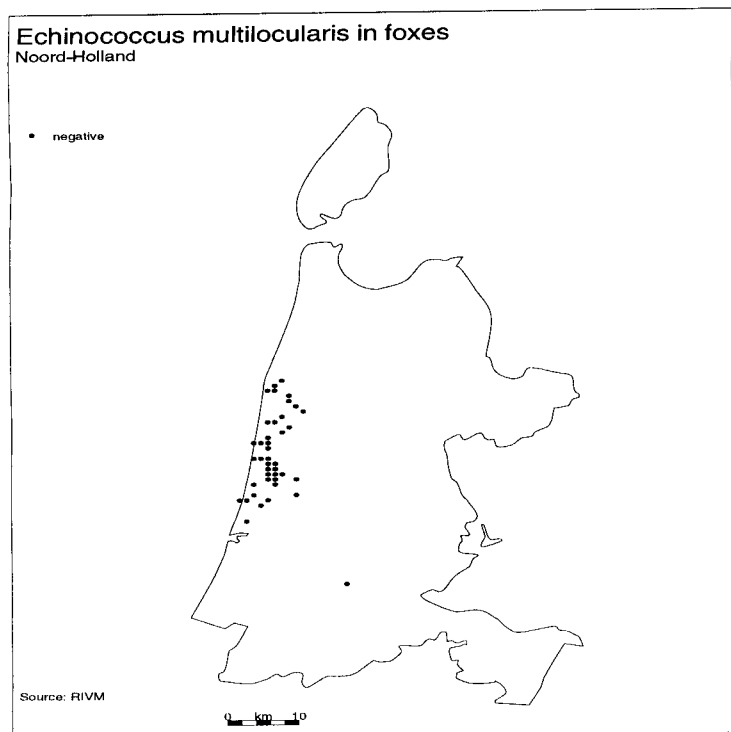 Echinococcus multilocularis in foxes
Noord-Holland
negative
Source: RIVM
0 km 10